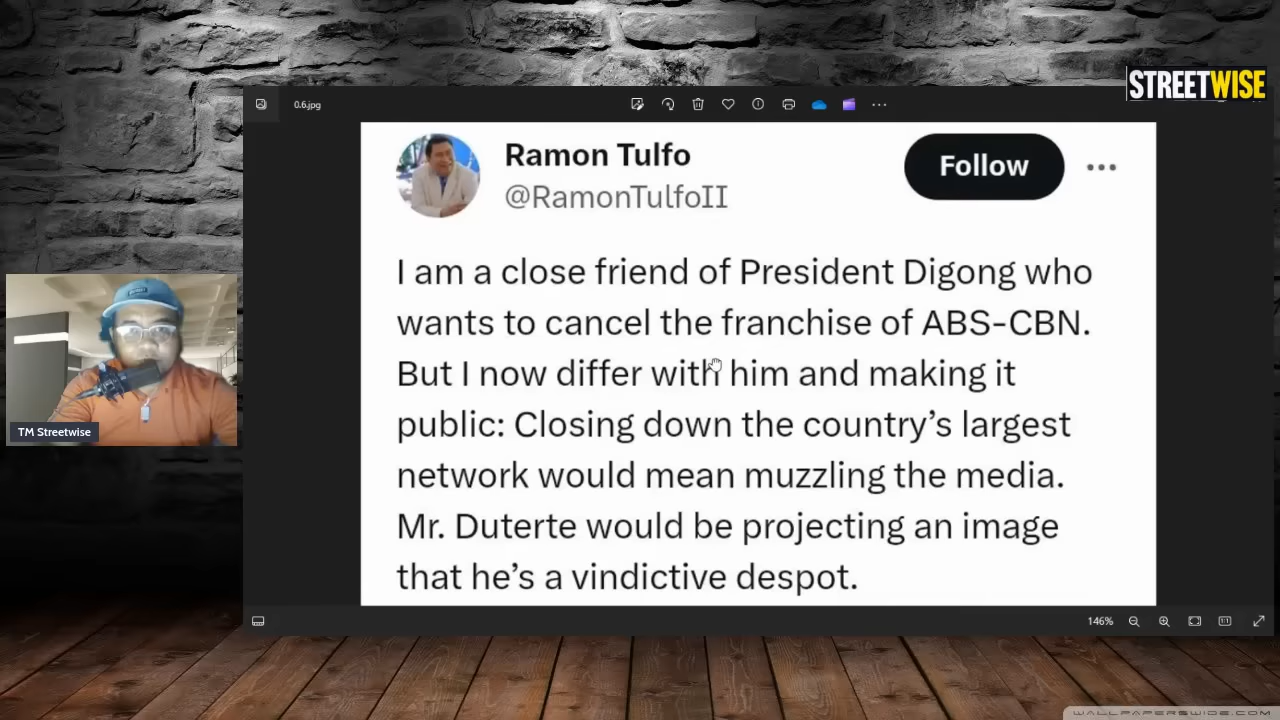 STREETWISE
0.6.jpg
Ramon Tulfo
@RamonTulfoII
Follow
I am a close friend of President Digong who
wants to cancel the franchise of ABS-CBN.
But I now differ with him and making it
public: Closing down the country’s largest
network would mean muzzling the media.
Mr. Duterte would be projecting an image
that he’s a vindictive despot.
TM Streetwise
146%
WALLPAPERSWIDE.COM